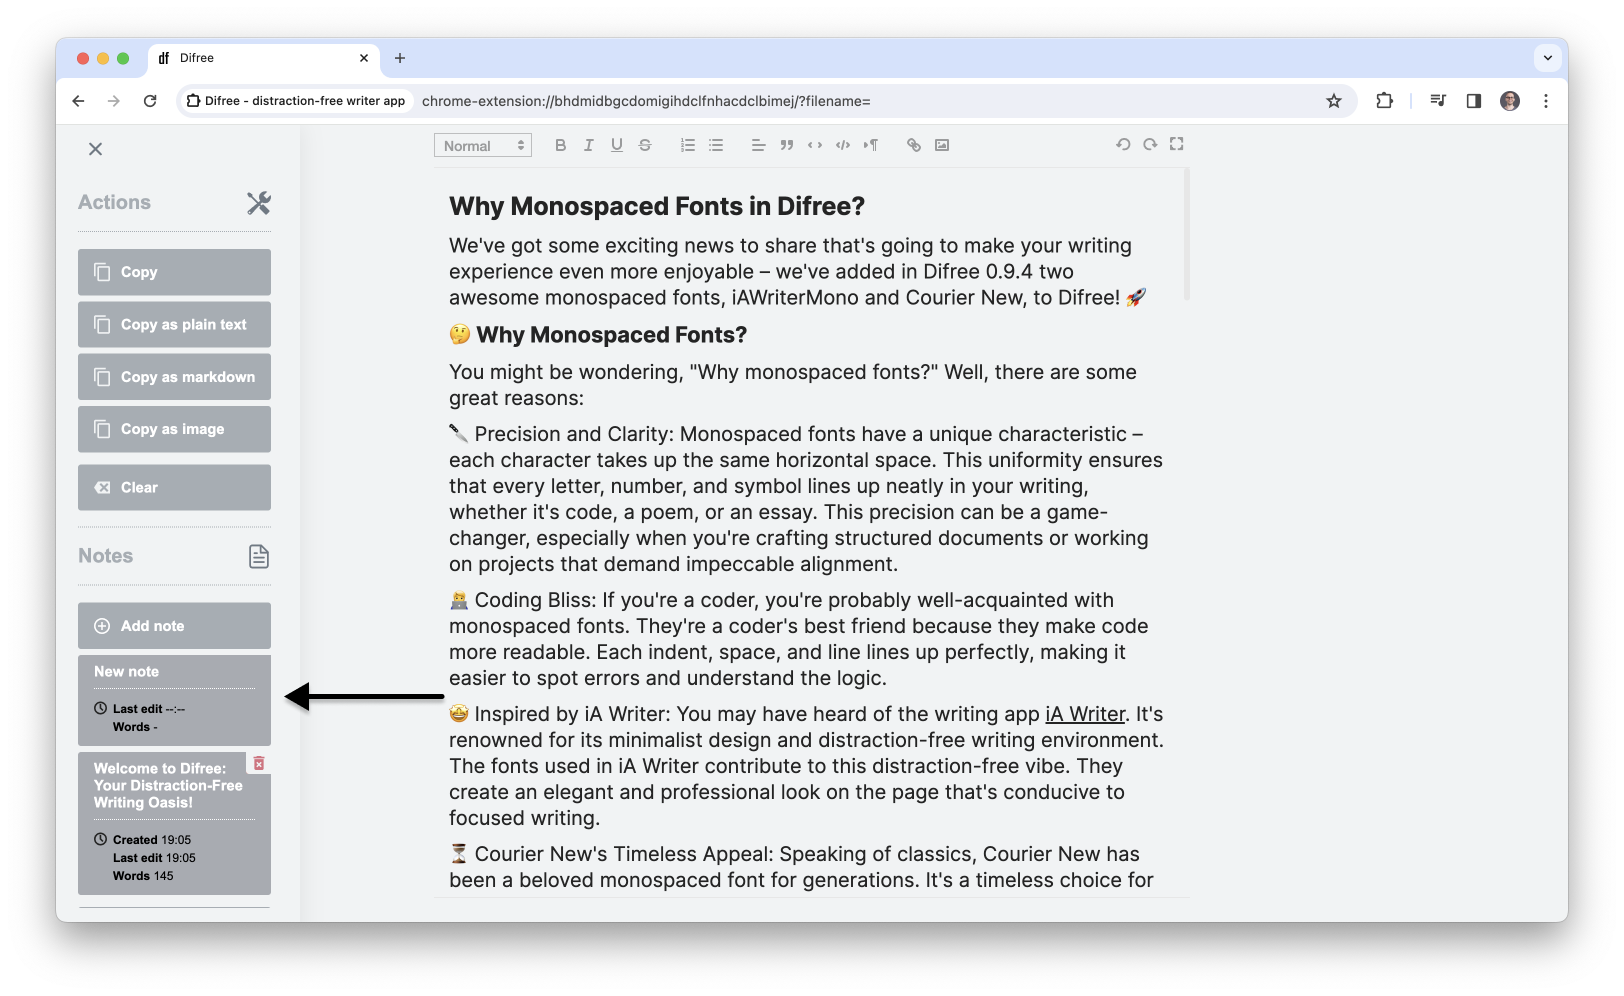 df Difree
Difree - distraction-free writer app chrome-extension://bhdmidbgcdomigihdclfnhacdclbimej/?filename=
Actions
Copy
Copy as plain text
Copy as markdown
Copy as image
Clear
Notes
Add note
New note
Last edit --:--
Words -
Welcome to Difree:
Your Distraction-Free
Writing Oasis!
Created 19:05
Last edit 19:05
Words 145
Normal
Why Monospaced Fonts in Difree?
We've got some exciting news to share that's going to make your writing
experience even more enjoyable – we've added in Difree 0.9.4 two
awesome monospaced fonts, iAWriterMono and Courier New, to Difree! 🚀
🤔 Why Monospaced Fonts?
You might be wondering, "Why monospaced fonts?" Well, there are some
great reasons:
🔪 Precision and Clarity: Monospaced fonts have a unique characteristic –
each character takes up the same horizontal space. This uniformity ensures
that every letter, number, and symbol lines up neatly in your writing,
whether it's code, a poem, or an essay. This precision can be a game-
changer, especially when you're crafting structured documents or working
on projects that demand impeccable alignment.
🧑‍💻 Coding Bliss: If you're a coder, you're probably well-acquainted with
monospaced fonts. They're a coder's best friend because they make code
more readable. Each indent, space, and line lines up perfectly, making it
easier to spot errors and understand the logic.
🤩 Inspired by iA Writer: You may have heard of the writing app iA Writer. It's
renowned for its minimalist design and distraction-free writing environment.
The fonts used in iA Writer contribute to this distraction-free vibe. They
create an elegant and professional look on the page that's conducive to
focused writing.
⏳ Courier New's Timeless Appeal: Speaking of classics, Courier New has
been a beloved monospaced font for generations. It's a timeless choice for